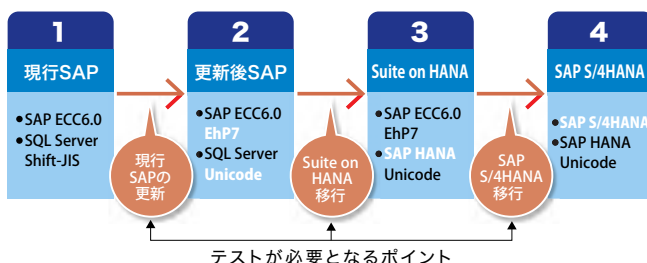 1
現行SAP
●SAP ECC6.0
●SQL Server
Shift-JIS
現行
SAPの
更新
2
更新後SAP
●SAP ECC6.0
EhP7
●SQL Server
Unicode
Suite on
HANA
移行
3
Suite on HANA
●SAP ECC6.0
EhP7
●SAP HANA
Unicode
SAP
S/4HANA
移行
4
SAP S/4HANA
●SAP S/4HANA
●SAP HANA
Unicode
テストが必要となるポイント